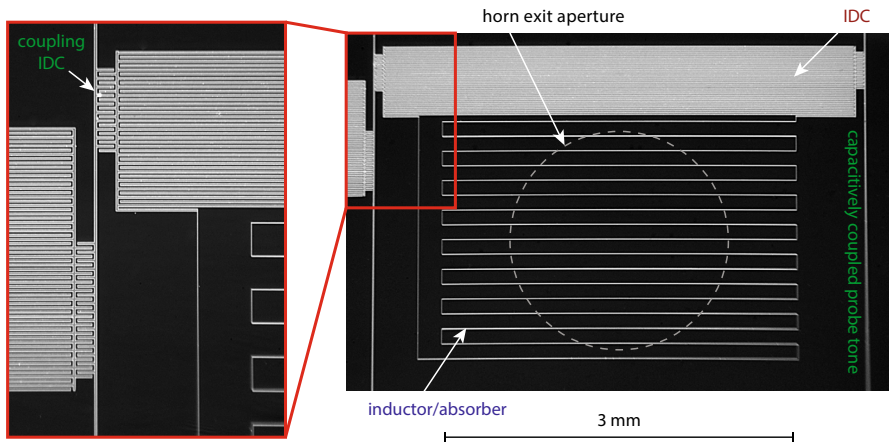 coupling
IDC
horn exit aperture
IDC
capacitively coupled probe tone
inductor/absorber
3 mm